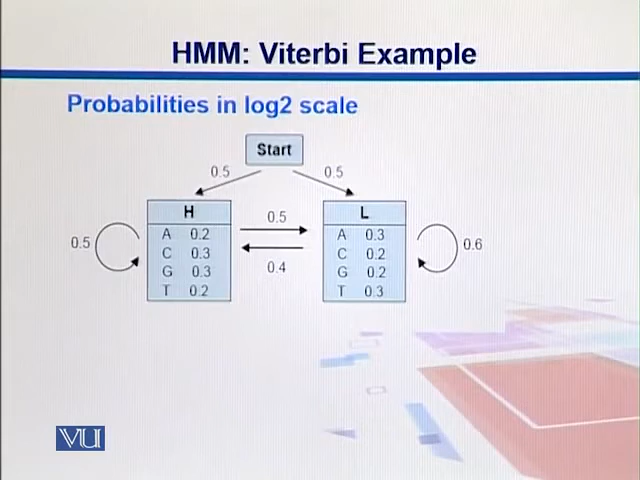 HMM: Viterbi Example
Probabilities in log2 scale
Start
0.5 0.5
H
A 0.2
C 0.3
G 0.3
T 0.2
0.5
0.5
0.4
L
A 0.3
C 0.2
G 0.2
T 0.3
0.6
VU